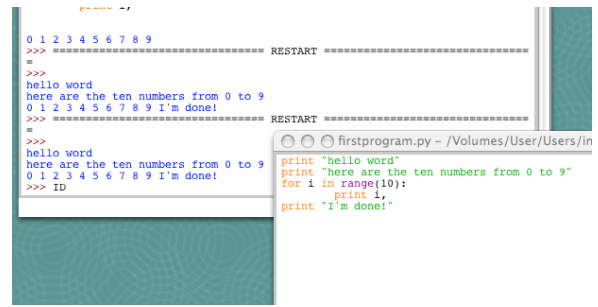 print i,
0 1 2 3 4 5 6 7 8 9
>>> ================================ RESTART ================================
=
>>>
hello word
here are the ten numbers from 0 to 9
0 1 2 3 4 5 6 7 8 9 I'm done!
>>> ================================ RESTART ================================
=
>>>
hello word
here are the ten numbers from 0 to 9
0 1 2 3 4 5 6 7 8 9 I'm done!
>>> ID
firstprogram.py – /Volumes/User/Users/in
print "hello word"
print "here are the ten numbers from 0 to 9"
for i in range(10):
        print i,
print "I'm done!"